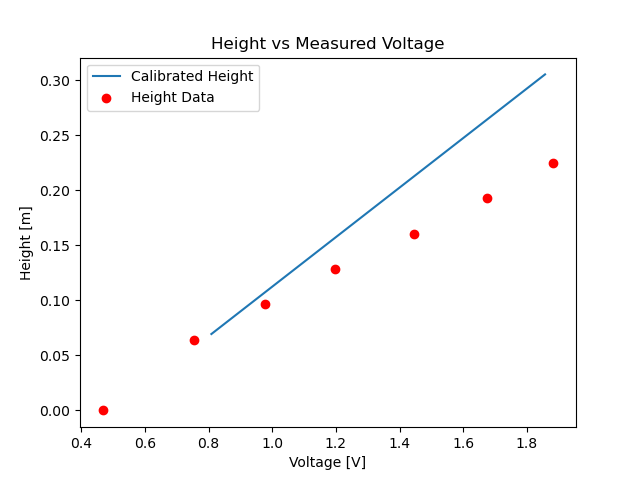 Height vs Measured Voltage
Calibrated Height
Height Data
Height [m]
0.30
0.25
0.20
0.15
0.10
0.05
0.00
0.4 0.6 0.8 1.0 1.2 1.4 1.6 1.8
Voltage [V]